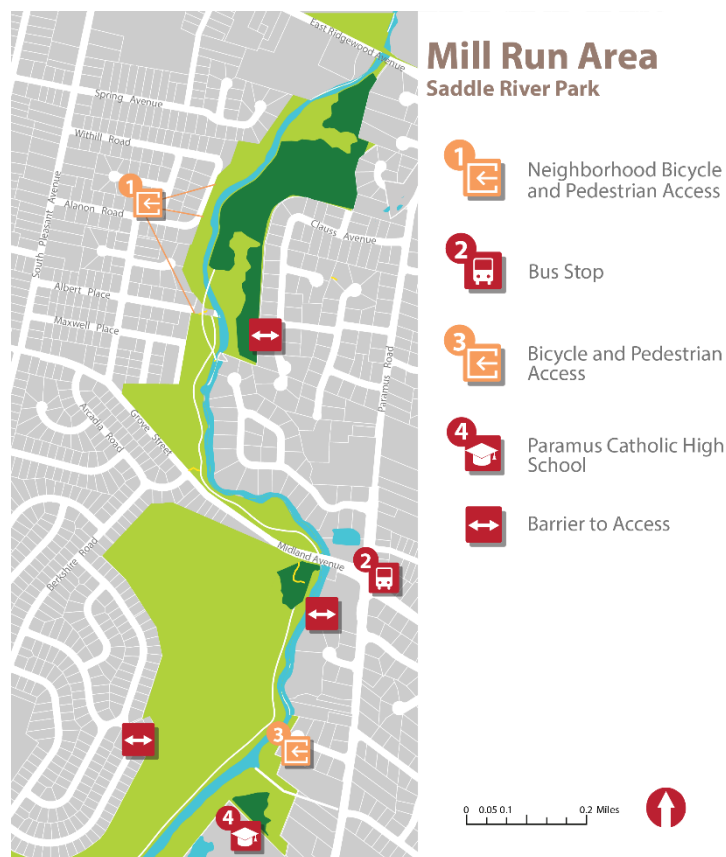 East Ridgewood Avenue
Spring Avenue
Withill Road
1
Alanon Road
South Pleasant Avenue
Clauss Avenue
Albert Place
Maxwell Place
Paramus Road
Arcadia Road
Grove Street
Berkshire Road
Midland Avenue
2
3
4
Mill Run Area
Saddle River Park
1
Neighborhood Bicycle
and Pedestrian Access
2
Bus Stop
3
Bicycle and Pedestrian
Access
4
Paramus Catholic High
School
Barrier to Access
0 0.05 0.1 0.2 Miles